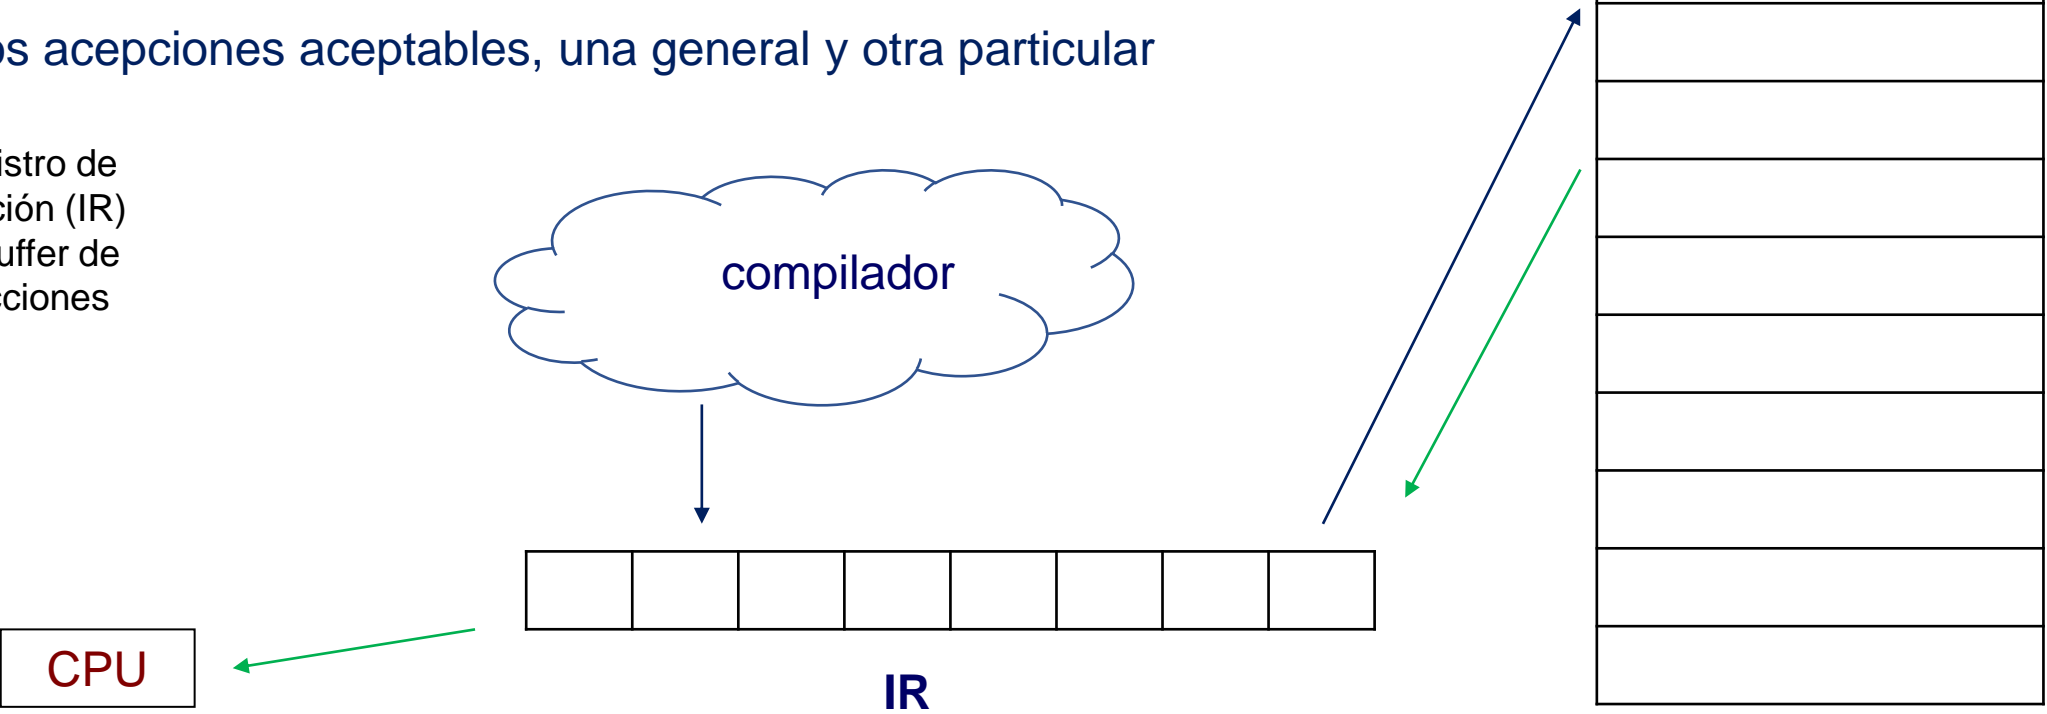 os acepciones aceptables, una general y otra particular
istro de
ción (IR)
uffer de
cciones
compilador
CPU
IR